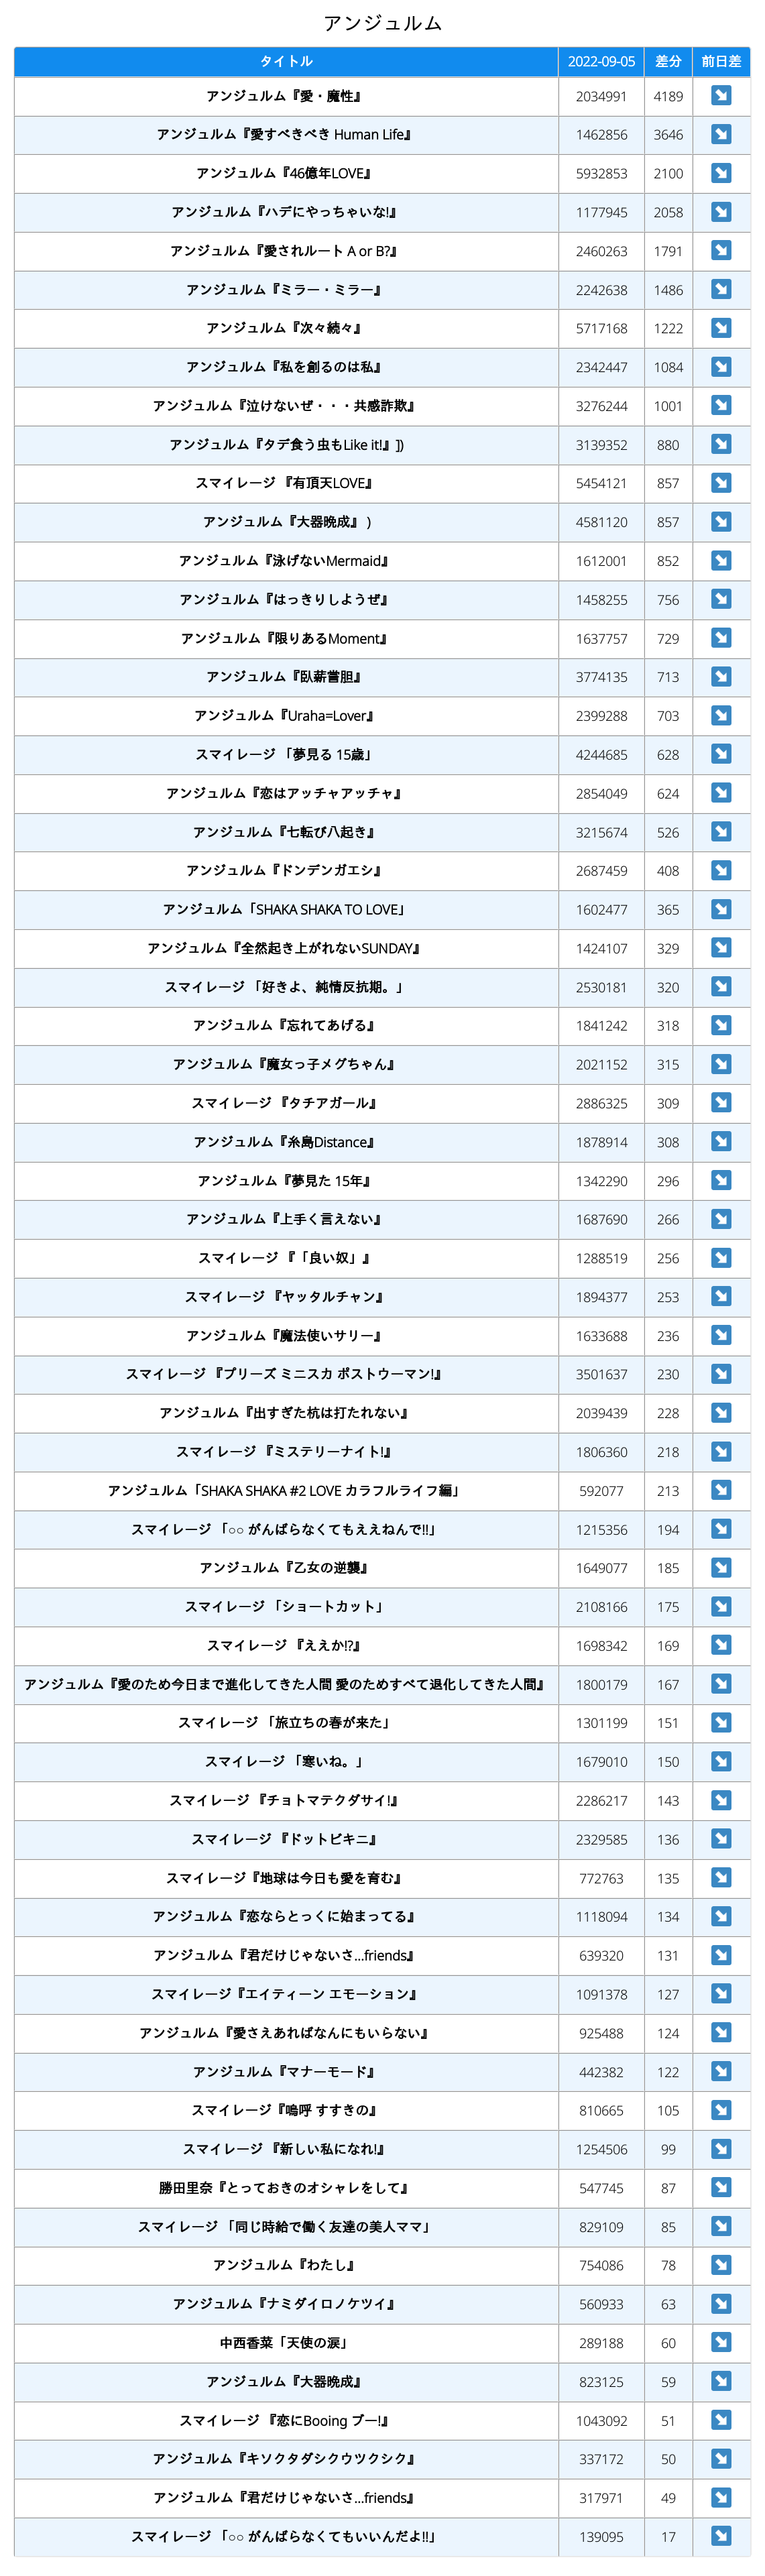 アンジュルム
タイトル 2022-09-05 差分 前日差
アンジュルム『愛・魔性』 2034991 4189
アンジュルム『愛すべきべき Human Life』 1462856 3646
アンジュルム『46億年LOVE』 5932853 2100
アンジュルム『ハデにやっちゃいな!』 1177945 2058
アンジュルム『愛されルート A or B?』 2460263 1791
アンジュルム『ミラー・ミラー』 2242638 1486
アンジュルム『次々続々』 5717168 1222
アンジュルム『私を創るのは私』 2342447 1084
アンジュルム『泣けないぜ・・・共感詐欺』 3276244 1001
アンジュルム『タデ食う虫もLike it!』]) 3139352 880
スマイレージ 『有頂天LOVE』 5454121 857
アンジュルム『大器晩成』 ) 4581120 857
アンジュルム『泳げないMermaid』 1612001 852
アンジュルム『はっきりしようぜ』 1458255 756
アンジュルム『限りあるMoment』 1637757 729
アンジュルム『臥薪嘗胆』 3774135 713
アンジュルム『Uraha=Lover』 2399288 703
スマイレージ 「夢見る 15歳」 4244685 628
アンジュルム『恋はアッチャアッチャ』 2854049 624
アンジュルム『七転び八起き』 3215674 526
アンジュルム『ドンデンガエシ』 2687459 408
アンジュルム「SHAKA SHAKA TO LOVE」 1602477 365
アンジュルム『全然起き上がれないSUNDAY』 1424107 329
スマイレージ 「好きよ、純情反抗期。」 2530181 320
アンジュルム『忘れてあげる』 1841242 318
アンジュルム『魔女っ子メグちゃん』 2021152 315
スマイレージ 『タチアガール』 2886325 309
アンジュルム『糸島Distance』 1878914 308
アンジュルム『夢見た 15年』 1342290 296
アンジュルム『上手く言えない』 1687690 266
スマイレージ 『「良い奴」』 1288519 256
スマイレージ 『ヤッタルチャン』 1894377 253
アンジュルム『魔法使いサリー』 1633688 236
スマイレージ 『プリーズ ミニスカ ポストウーマン!』 3501637 230
アンジュルム『出すぎた杭は打たれない』 2039439 228
スマイレージ 『ミステリーナイト!』 1806360 218
アンジュルム「SHAKA SHAKA #2 LOVE カラフルライフ編」 592077 213
スマイレージ 「○○ がんばらなくてもええねんで!!」 1215356 194
アンジュルム『乙女の逆襲』 1649077 185
スマイレージ 「ショートカット」 2108166 175
スマイレージ 『ええか!?』 1698342 169
アンジュルム『愛のため今日まで進化してきた人間 愛のためすべて退化してきた人間』 1800179 167
スマイレージ 「旅立ちの春が来た」 1301199 151
スマイレージ 「寒いね。」 1679010 150
スマイレージ 『チョトマテクダサイ!』 2286217 143
スマイレージ 『ドットビキニ』 2329585 136
スマイレージ『地球は今日も愛を育む』 772763 135
アンジュルム『恋ならとっくに始まってる』 1118094 134
アンジュルム『君だけじゃないさ...friends』 639320 131
スマイレージ『エイティーン エモーション』 1091378 127
アンジュルム『愛さえあればなんにもいらない』 925488 124
アンジュルム『マナーモード』 442382 122
スマイレージ『嗚呼 すすきの』 810665 105
スマイレージ 『新しい私になれ!』 1254506 99
勝田里奈『とっておきのオシャレをして』 547745 87
スマイレージ 「同じ時給で働く友達の美人ママ」 829109 85
アンジュルム『わたし』 754086 78
アンジュルム『ナミダイロノケツイ』 560933 63
中西香菜「天使の涙」 289188 60
アンジュルム『大器晩成』 823125 59
スマイレージ 『恋にBooing ブー!』 1043092 51
アンジュルム『キソクタダシクウツクシク』 337172 50
アンジュルム『君だけじゃないさ...friends』 317971 49
スマイレージ 「○○ がんばらなくてもいいんだよ!!」 139095 17